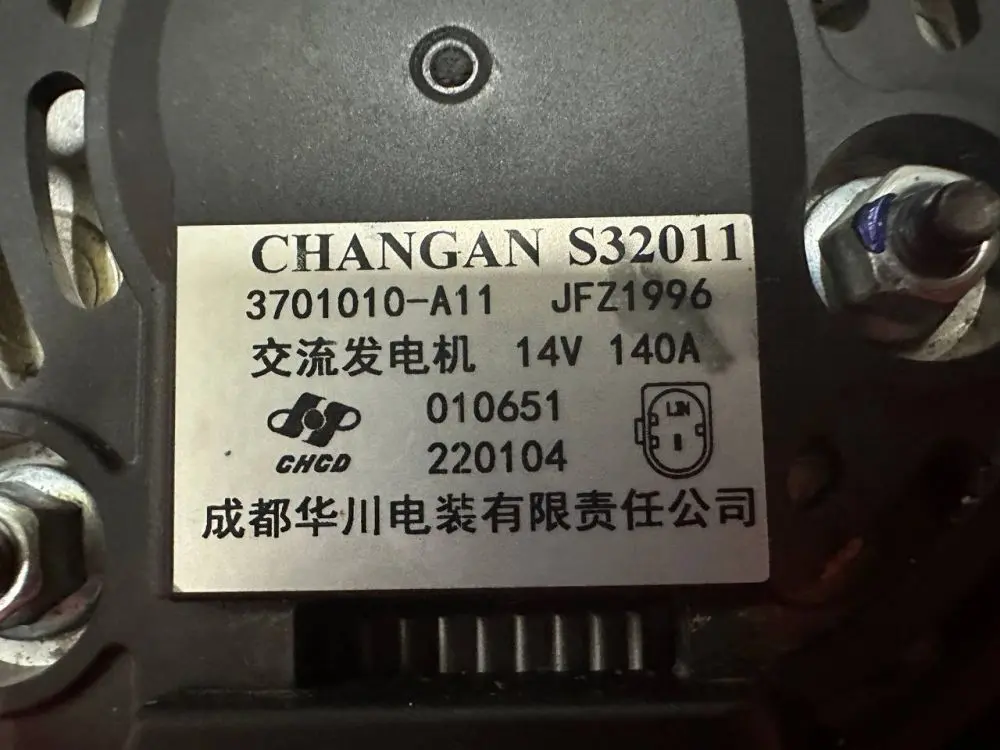 CHANGAN S32011
3701010-A11 JFZ1996
交流发电机 14V 140A
010651
LIN
CHCD
220104
成都华川电装有限责任公司